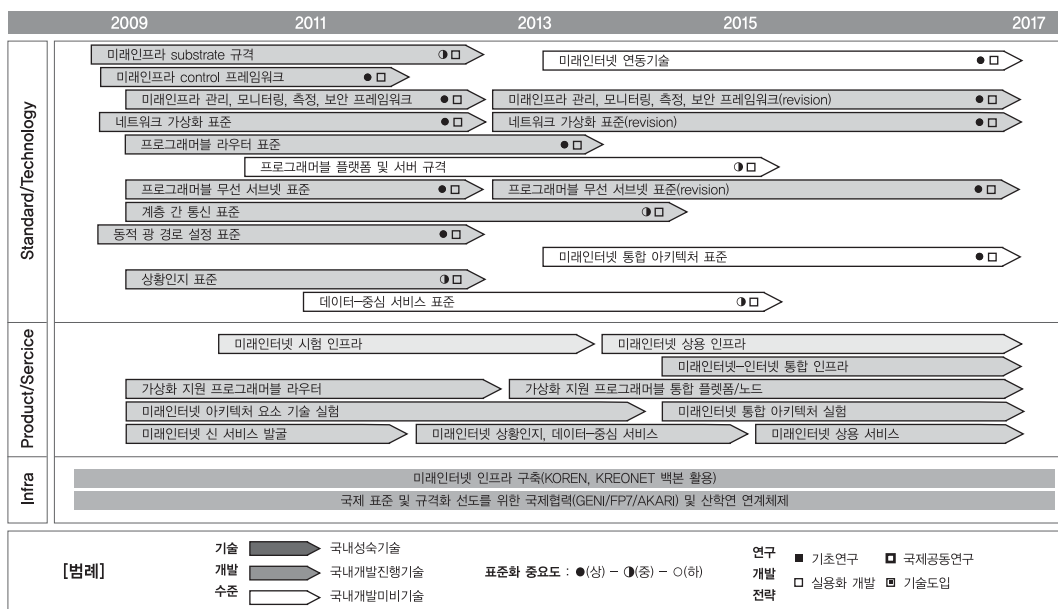 2009 2011 2013 2015 2017
Standard/Technology
미래인프라 substrate 규격 ◑□
미래인터넷 연동기술 ●□
미래인프라 control 프레임워크 ●□
미래인프라 관리, 모니터링, 측정, 보안 프레임워크 ●□ 미래인프라 관리, 모니터링, 측정, 보안 프레임워크(revision) ●□
네트워크 가상화 표준 ●□ 네트워크 가상화 표준(revision) ●□
프로그래머블 라우터 표준 ●□
프로그래머블 플랫폼 및 서버 규격 ◑□
프로그래머블 무선 서브넷 표준 ●□ 프로그래머블 무선 서브넷 표준(revision) ●□
계층 간 통신 표준 ◑□
동적 광 경로 설정 표준 ●□
미래인터넷 통합 아키텍처 표준 ●□
상황인지 표준 ◑□
데이터-중심 서비스 표준 ◑□
Product/Sercice
미래인터넷 시험 인프라 미래인터넷 상용 인프라
미래인터넷-인터넷 통합 인프라
가상화 지원 프로그래머블 라우터 가상화 지원 프로그래머블 통합 플랫폼/노드
미래인터넷 아키텍처 요소 기술 실험 미래인터넷 통합 아키텍처 실험
미래인터넷 신 서비스 발굴 미래인터넷 상황인지, 데이터-중심 서비스 미래인터넷 상용 서비스
Infra
미래인터넷 인프라 구축(KOREN, KREONET 백본 활용)
국제 표준 및 규격화 선도를 위한 국제협력(GENI/FP7/AKARI) 및 산학연 연계체제
[범례]
기술 개발 수준
국내성숙기술
국내개발진행기술
국내개발미비기술
표준화 중요도 : ●(상) - ◑(중) - ○(하)
연구 개발 전략
■ 기초연구 □ 국제공동연구
□ 실용화 개발 ▣ 기술도입